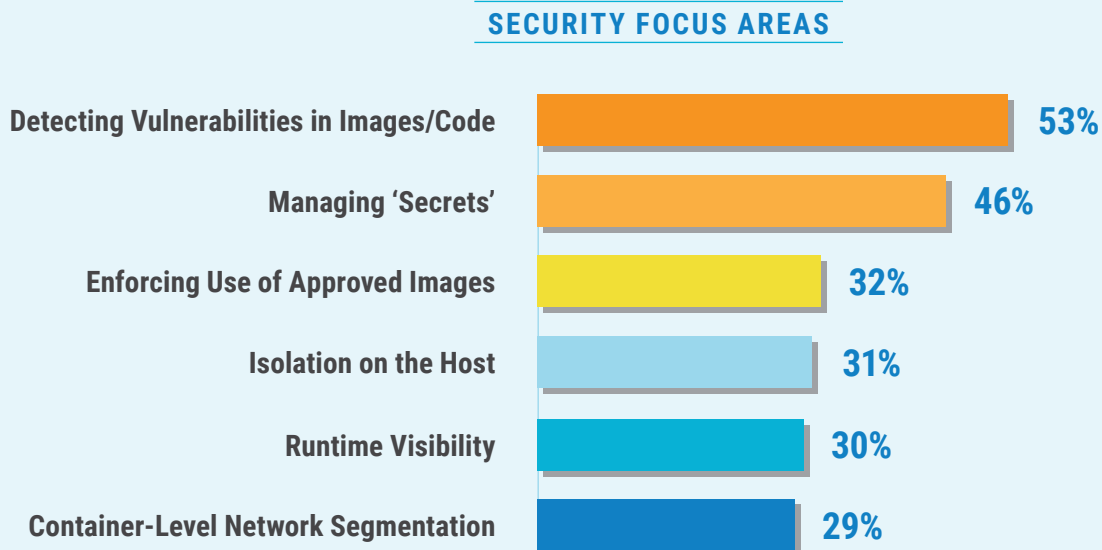 SECURITY FOCUS AREAS
Detecting Vulnerabilities in Images/Code 53%
Managing ‘Secrets’ 46%
Enforcing Use of Approved Images 32%
Isolation on the Host 31%
Runtime Visibility 30%
Container-Level Network Segmentation 29%